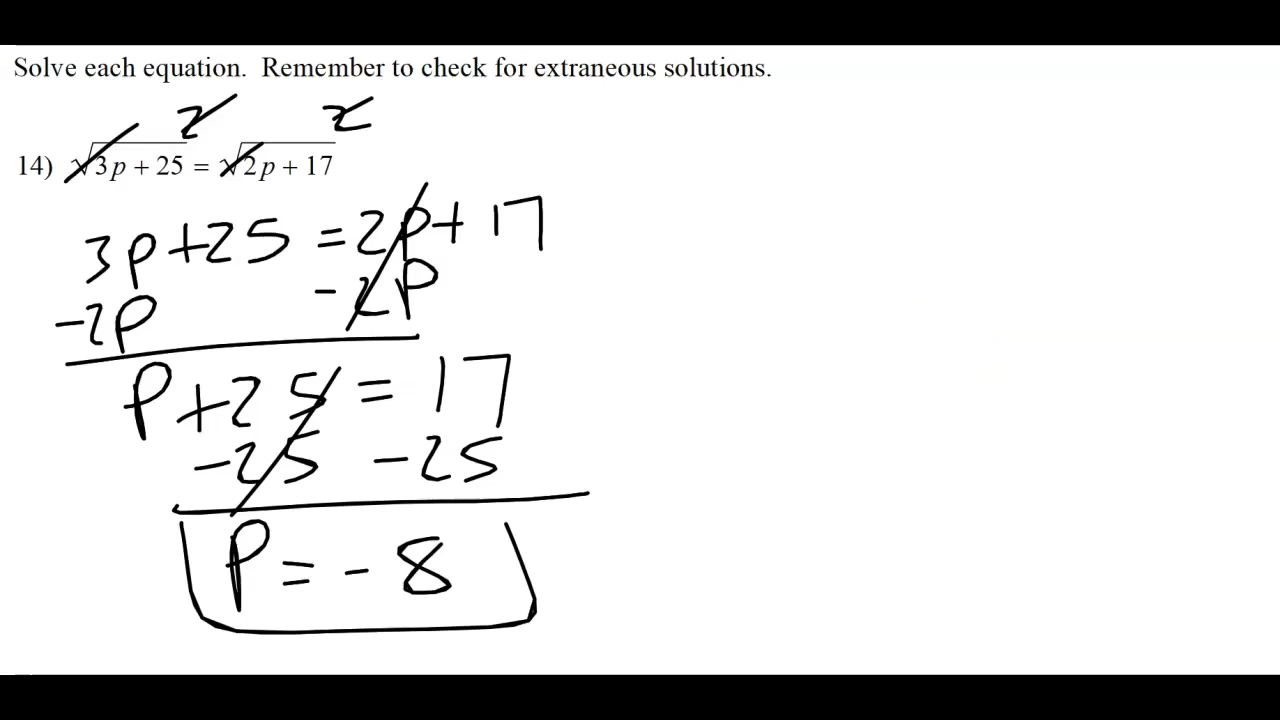 Solve each equation. Remember to check for extraneous solutions.
2 2
14) √3p + 25 = √2p + 17
3p+25 = 2p+17
-2p - 2p
p+25 = 17
-25 -25
p = - 8